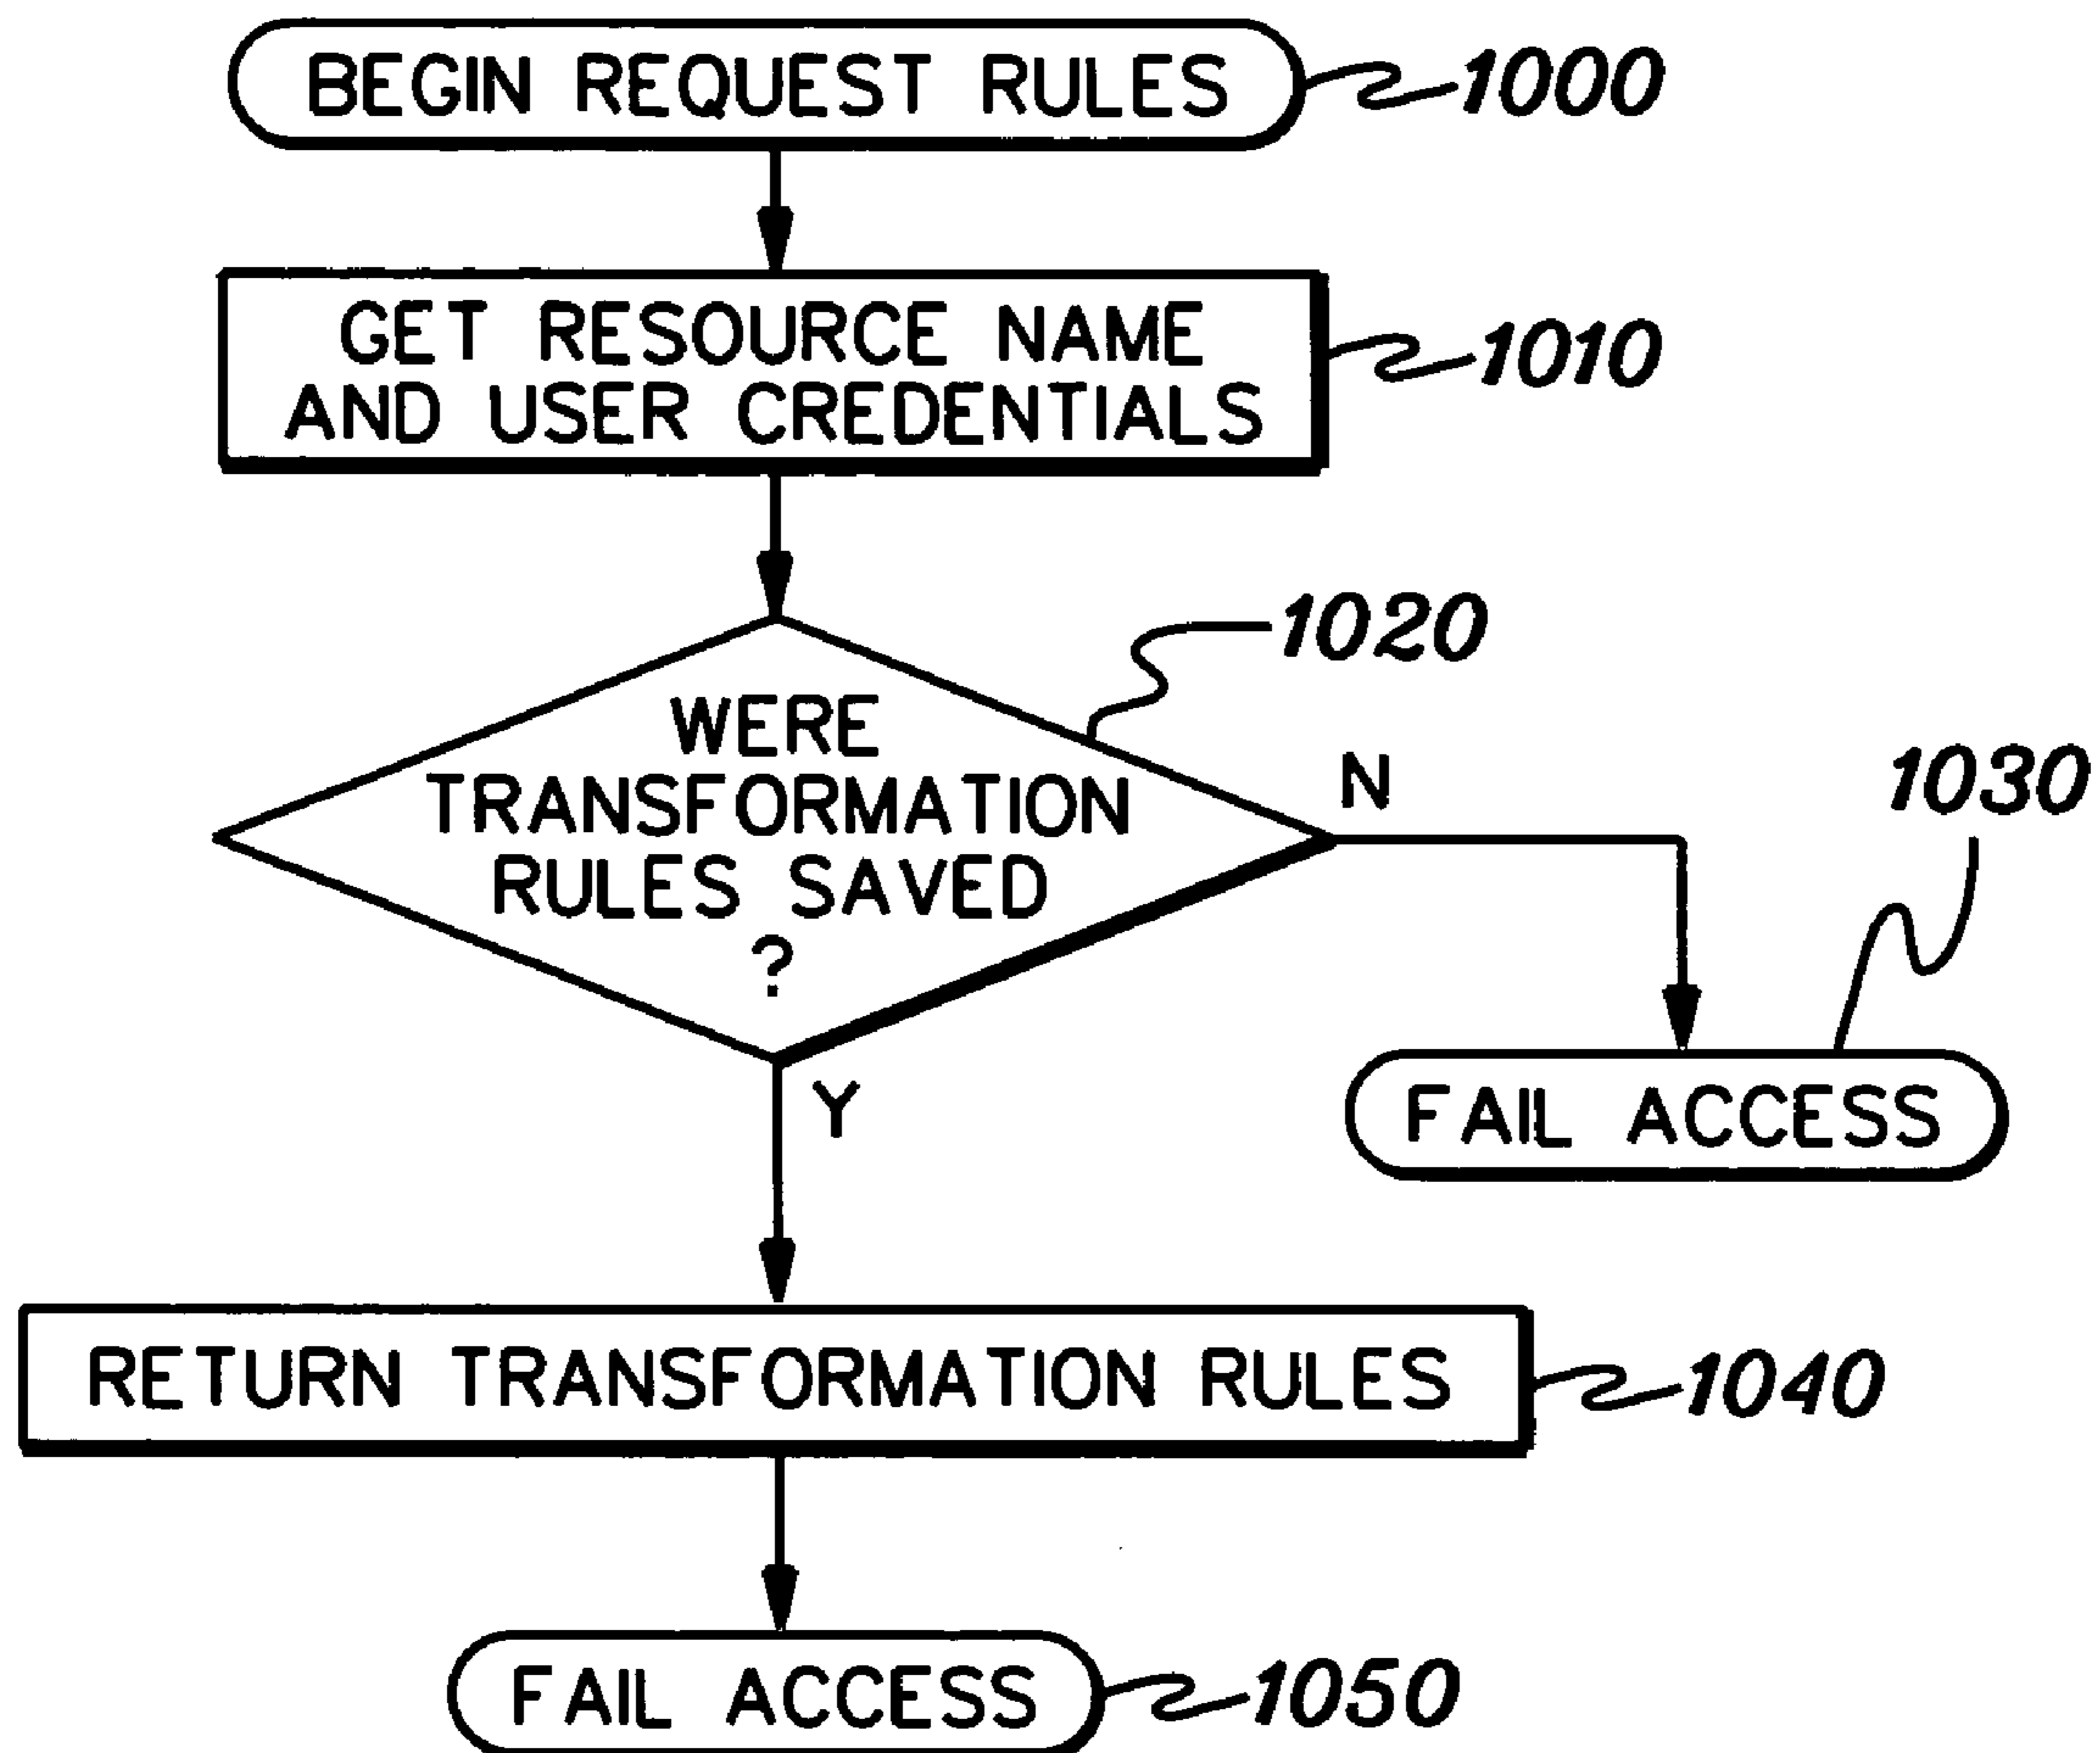 BEGIN REQUEST RULES
1000
GET RESOURCE NAME
AND USER CREDENTIALS
1010
1020
WERE
TRANSFORMATION
RULES SAVED
?
N
1030
FAIL ACCESS
Y
RETURN TRANSFORMATION RULES
1040
FAIL ACCESS
1050